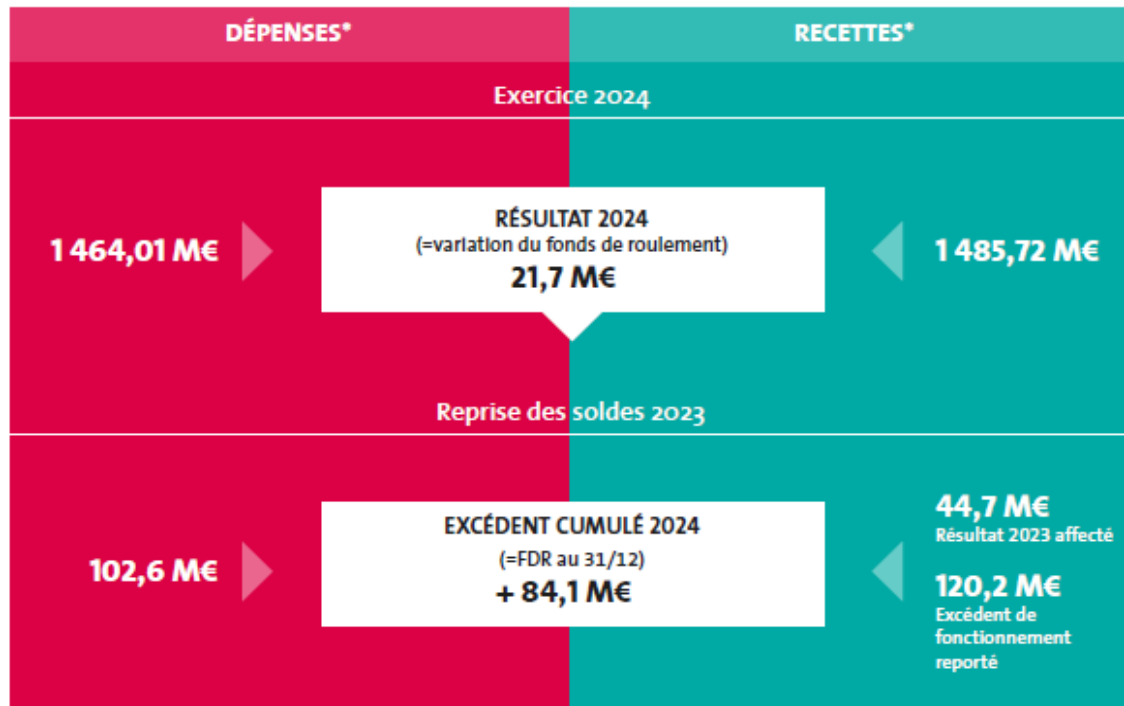 DÉPENSES*
RECETTES*
Exercice 2024
1 464,01 M€
RÉSULTAT 2024
(=variation du fonds de roulement)
21,7 M€
1 485,72 M€
Reprise des soldes 2023
102,6 M€
EXCÉDENT CUMULÉ 2024
(=FDR au 31/12)
+ 84,1 M€
44,7 M€
Résultat 2023 affecté
120,2 M€
Excédent de
fonctionnement
reporté